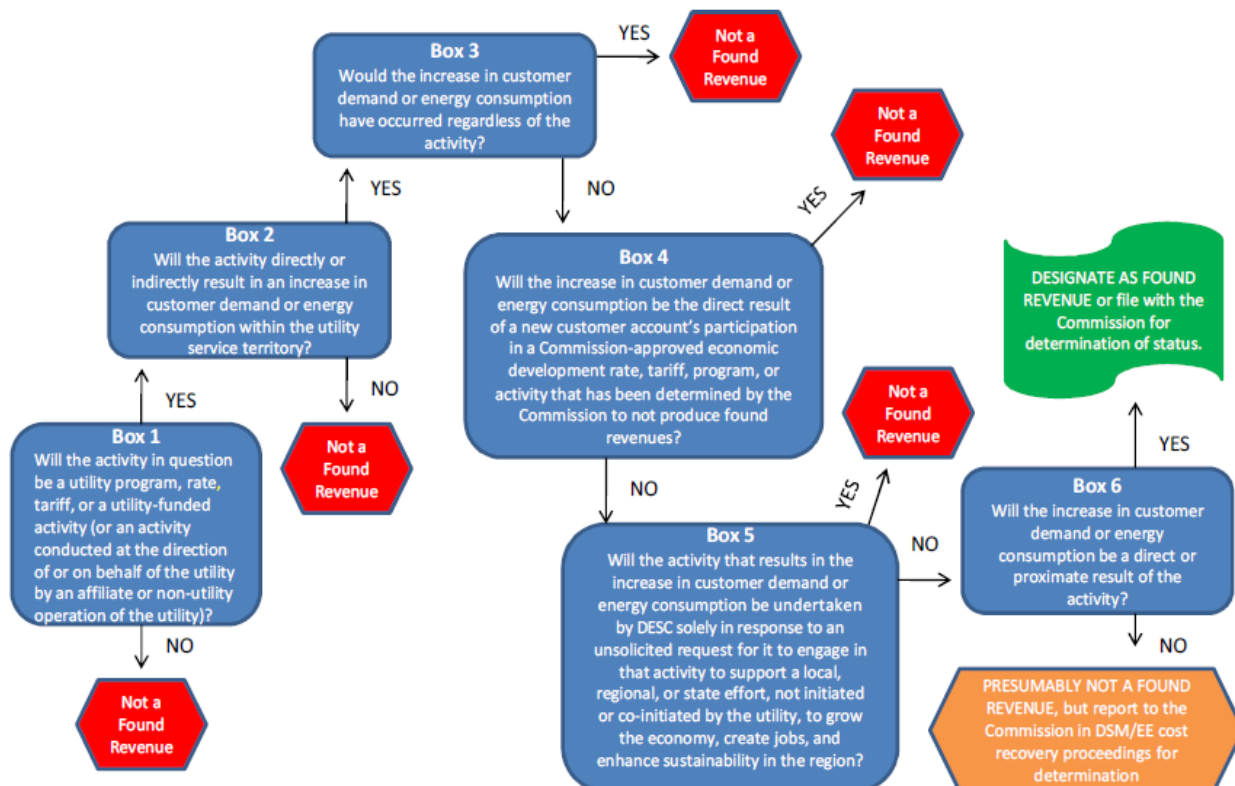 Box 1
Will the activity in question
be a utility program, rate,
tariff, or a utility-funded
activity (or an activity
conducted at the direction
of or on behalf of the utility
by an affiliate or non-utility
operation of the utility)?
YES
NO
Not a
Found
Revenue
Box 2
Will the activity directly or
indirectly result in an increase in
customer demand or energy
consumption within the utility
service territory?
YES
NO
Not a
Found
Revenue
Box 3
Would the increase in customer
demand or energy consumption
have occurred regardless of the
activity?
YES
Not a
Found
Revenue
NO
Box 4
Will the increase in customer demand or
energy consumption be the direct result
of a new customer account's participation
in a Commission-approved economic
development rate, tariff, program, or
activity that has been determined by the
Commission to not produce found
revenues?
YES
Not a
Found
Revenue
NO
Box 5
Will the activity that results in the
increase in customer demand or
energy consumption be undertaken
by DESC solely in response to an
unsolicited request for it to engage in
that activity to support a local,
regional, or state effort, not initiated
or co-initiated by the utility, to grow
the economy, create jobs, and
enhance sustainability in the region?
YES
Not a
Found
Revenue
NO
Box 6
Will the increase in customer
demand or energy
consumption be a direct or
proximate result of the
activity?
YES
DESIGNATE AS FOUND
REVENUE or file with the
Commission for
determination of status.
NO
PRESUMABLY NOT A FOUND
REVENUE, but report to the
Commission in DSM/EE cost
recovery proceedings for
determination